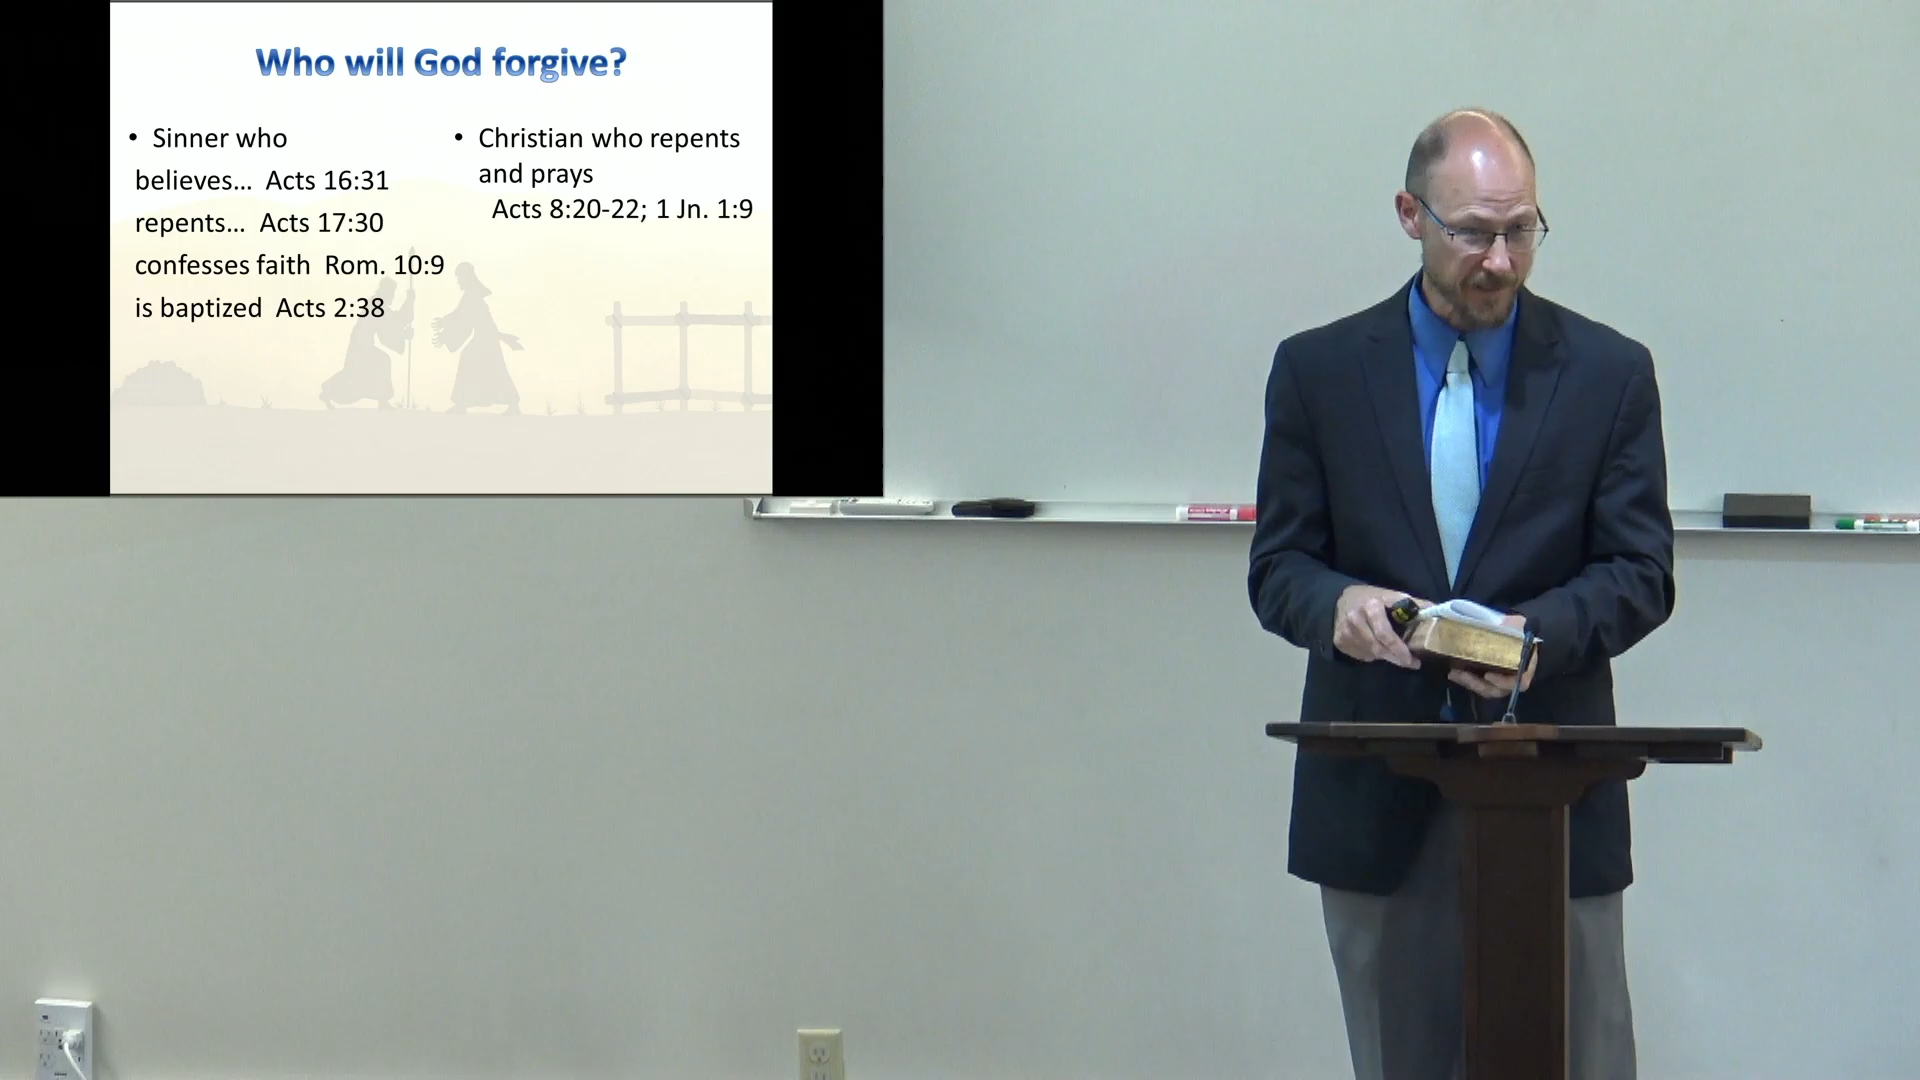 Who will God forgive?
• Sinner who
believes... Acts 16:31
repents... Acts 17:30
confesses faith Rom. 10:9
is baptized Acts 2:38
• Christian who repents
and prays
Acts 8:20-22; 1 Jn. 1:9